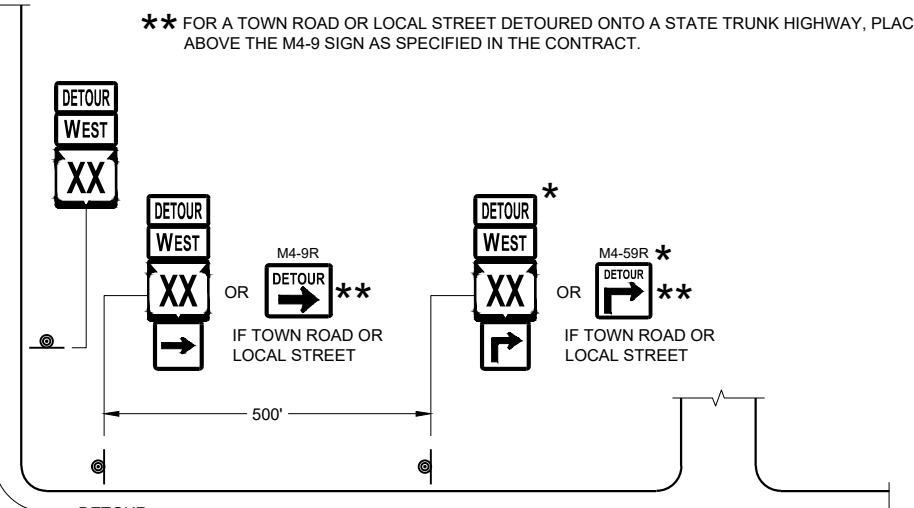 ** FOR A TOWN ROAD OR LOCAL STREET DETOURED ONTO A STATE TRUNK HIGHWAY, PLAC
ABOVE THE M4-9 SIGN AS SPECIFIED IN THE CONTRACT.
DETOUR
WEST
XX
DETOUR
WEST
XX
OR
M4-9R
DETOUR
**
IF TOWN ROAD OR
LOCAL STREET
DETOUR *
WEST
XX
OR
M4-59R *
DETOUR
**
IF TOWN ROAD OR
LOCAL STREET
500'
DETOUR